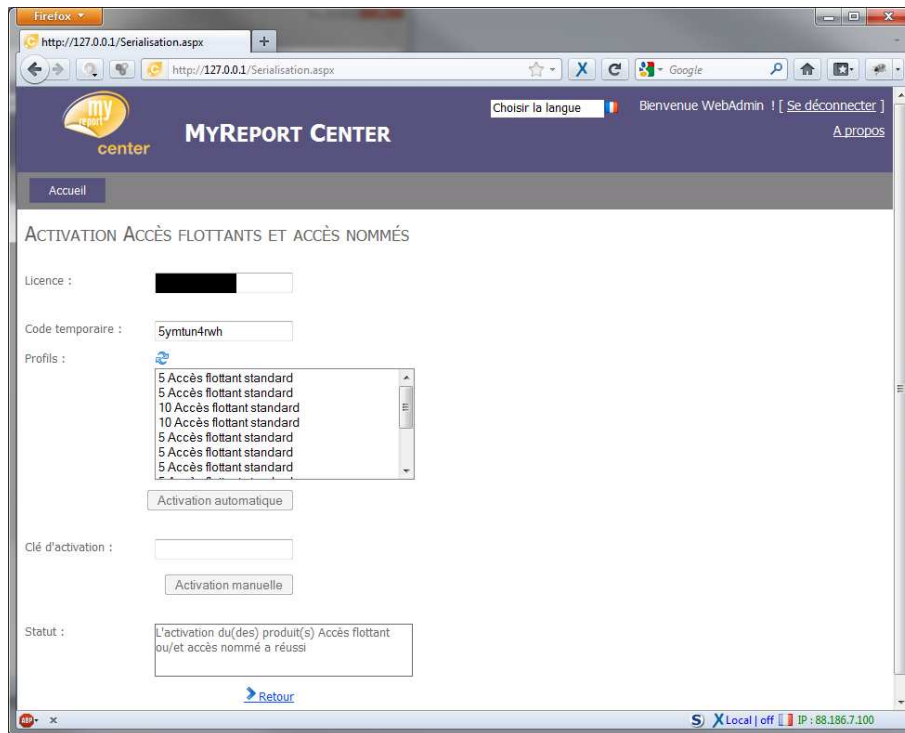 Firefox
http://127.0.0.1/Serialisation.aspx
http://127.0.0.1/Serialisation.aspx
Google
my
report
center
MyReport Center
Choisir la langue
Bienvenue WebAdmin ! [ Se déconnecter ]
A propos
Accueil
Activation Accès flottants et accès nommés
Licence :
Code temporaire : 5ymtun4rwh
Profils :
5 Accès flottant standard
5 Accès flottant standard
10 Accès flottant standard
10 Accès flottant standard
5 Accès flottant standard
5 Accès flottant standard
5 Accès flottant standard
Activation automatique
Clé d'activation :
Activation manuelle
Statut : L'activation du(des) produit(s) Accès flottant
ou/et accès nommé a réussi
Retour
ABP
Local | off IP : 88.186.7.100